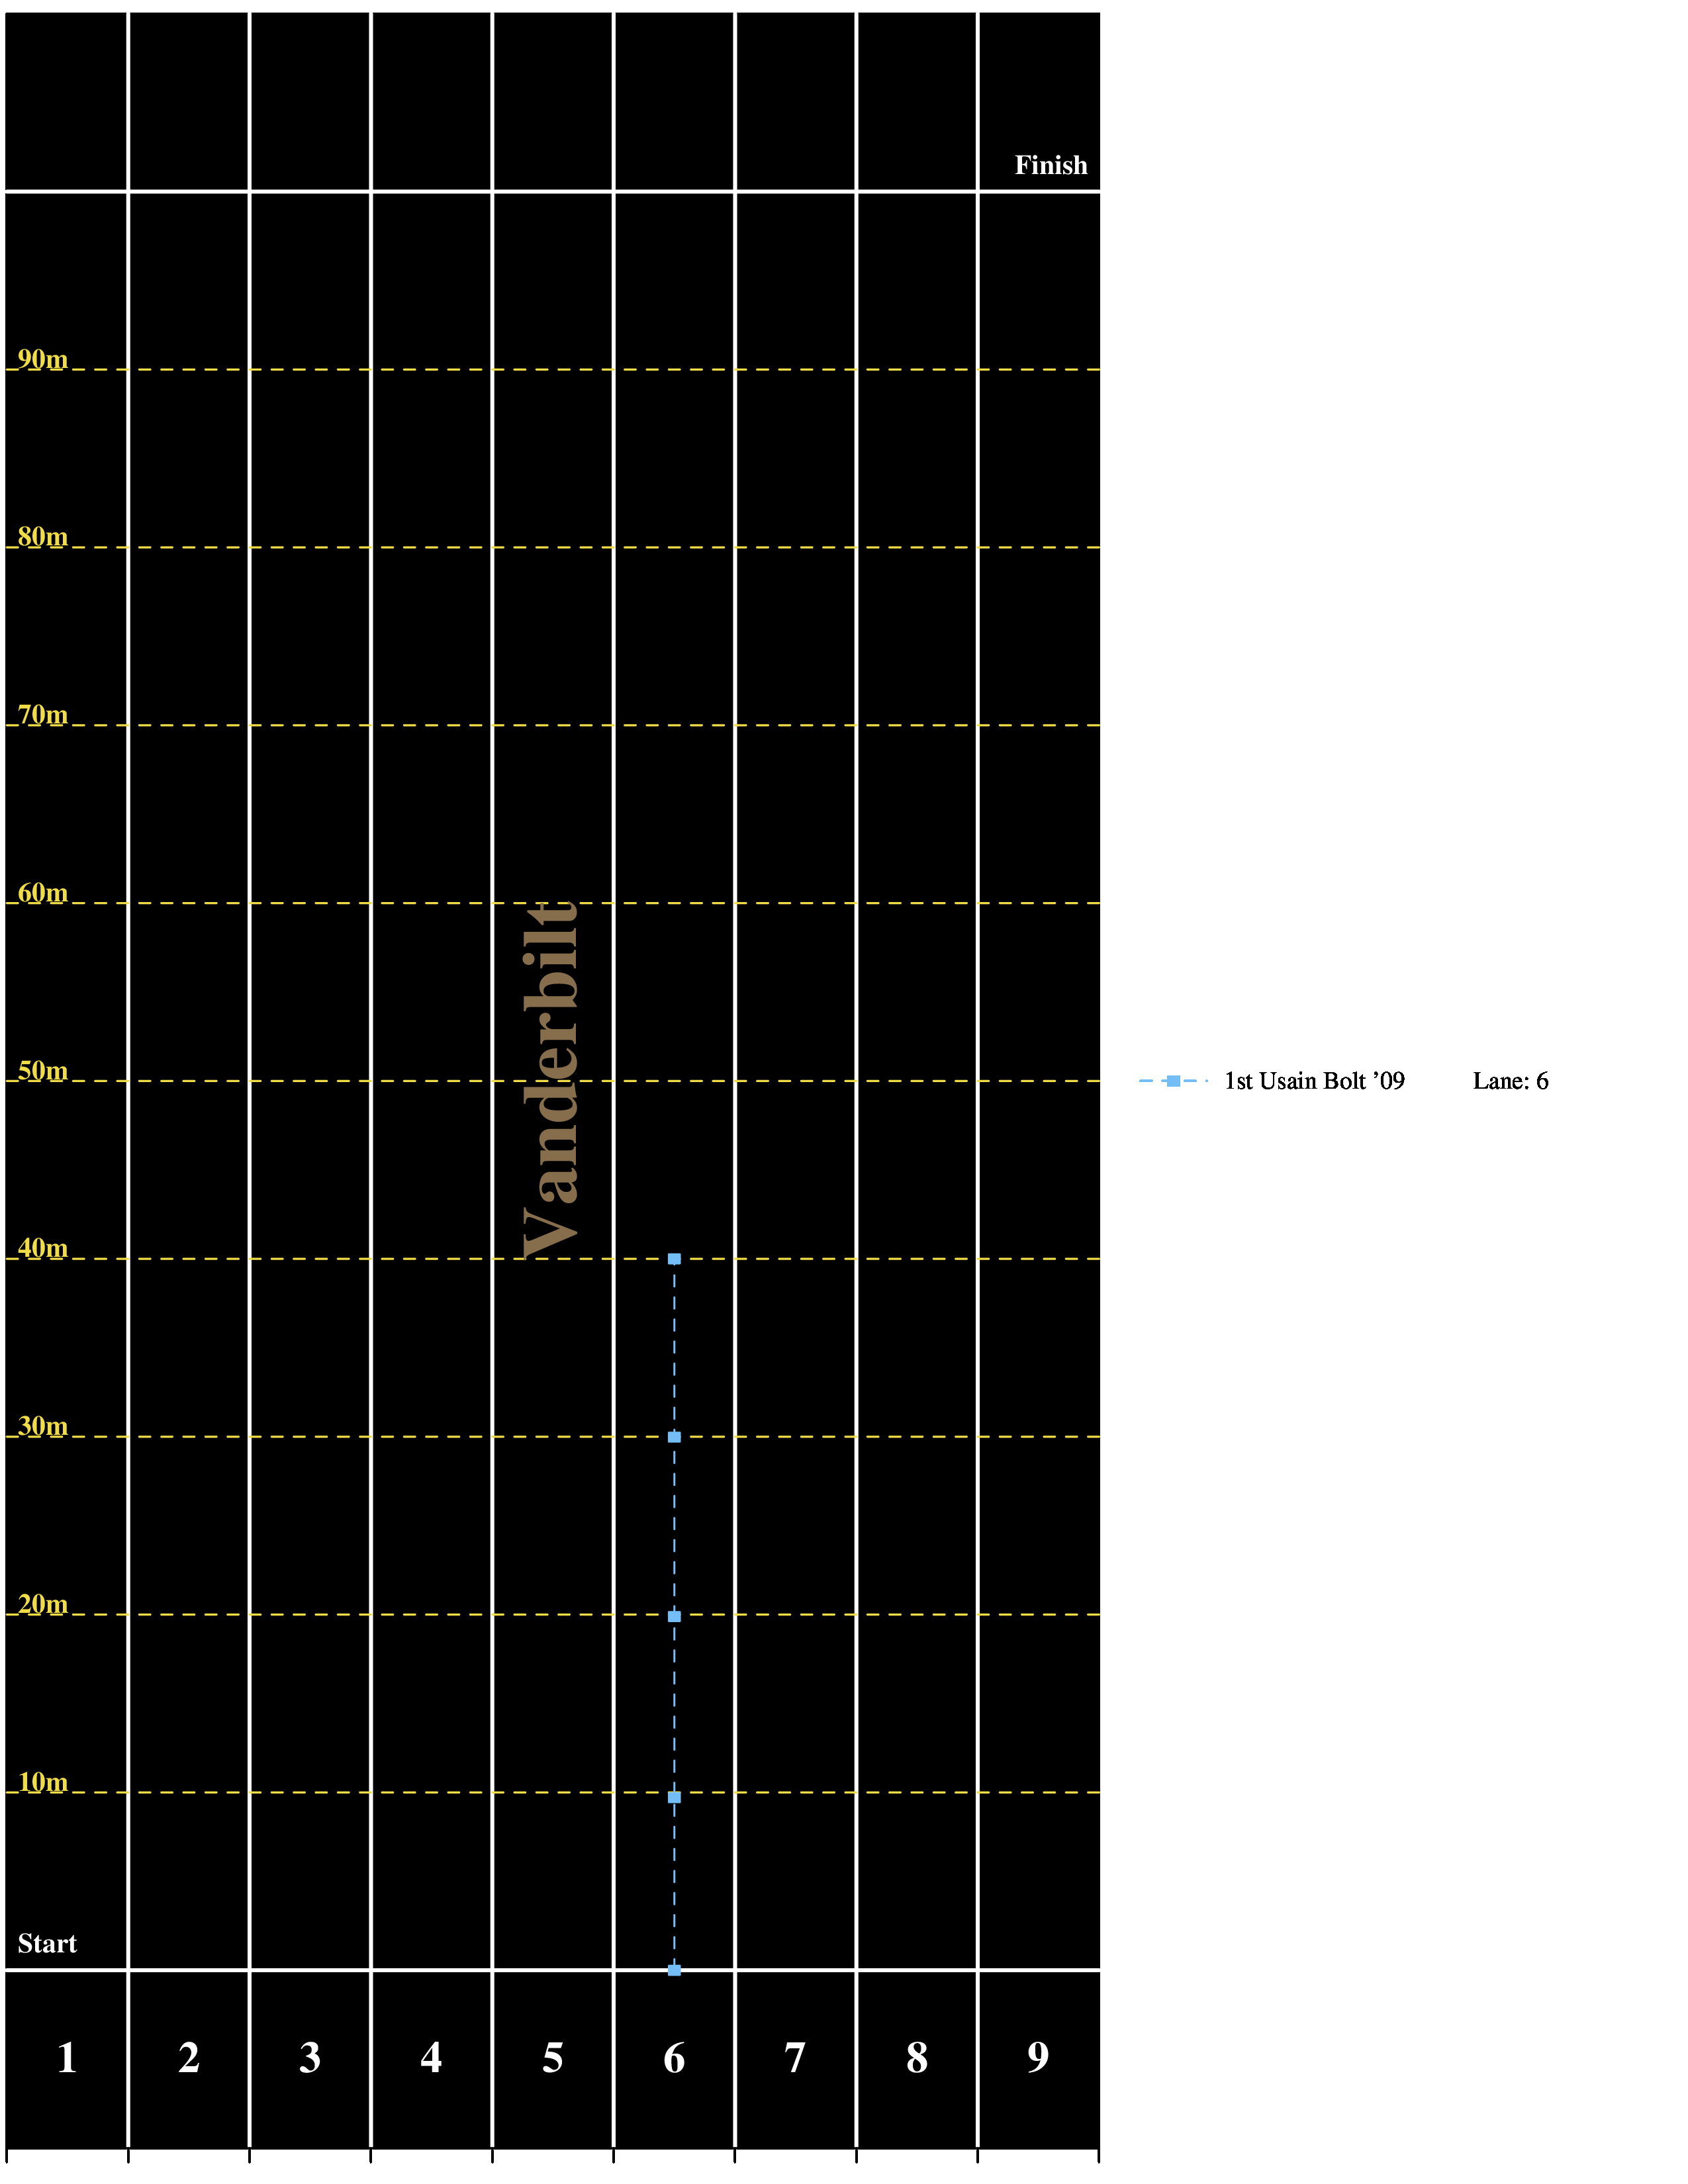 Finish
90m
80m
70m
60m
Vanderbilt
50m
1st Usain Bolt ’09 Lane: 6
40m
30m
20m
10m
Start
1 2 3 4 5 6 7 8 9